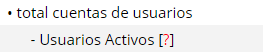 • total cuentas de usuarios
- Usuarios Activos [?]